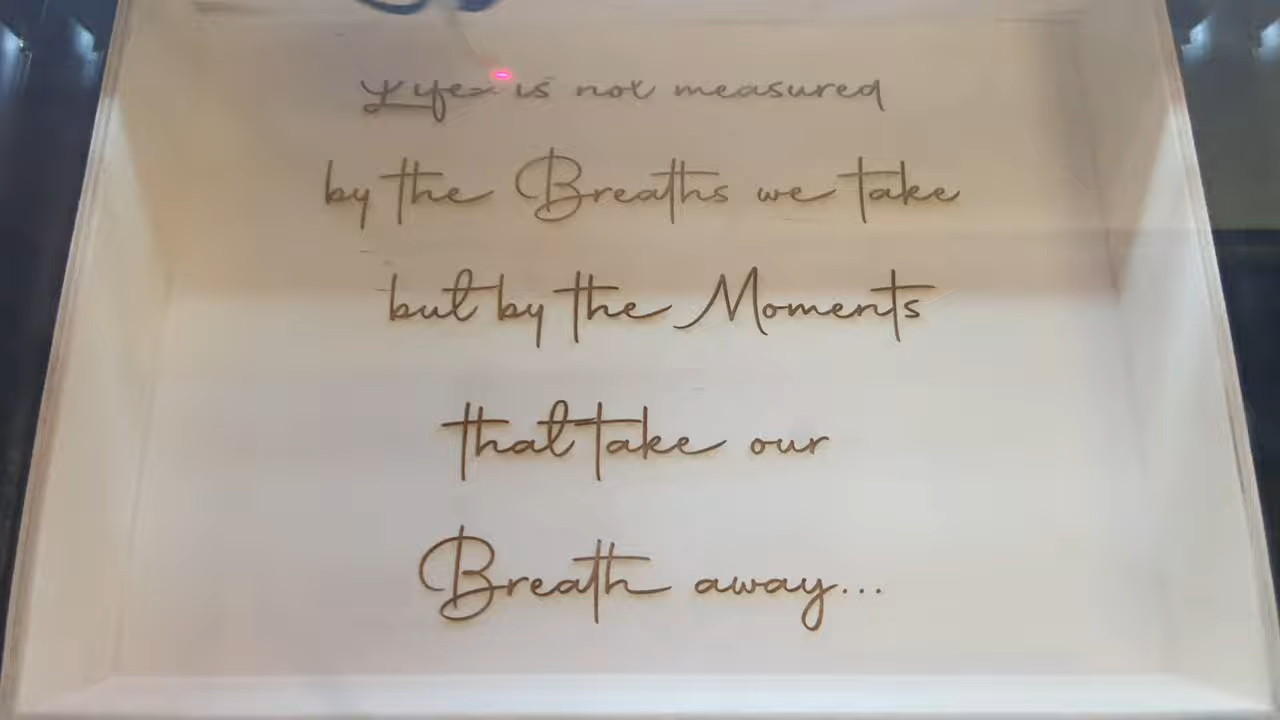 Life is not measured
by the Breaths we take
but by the Moments
that take our
Breath away...